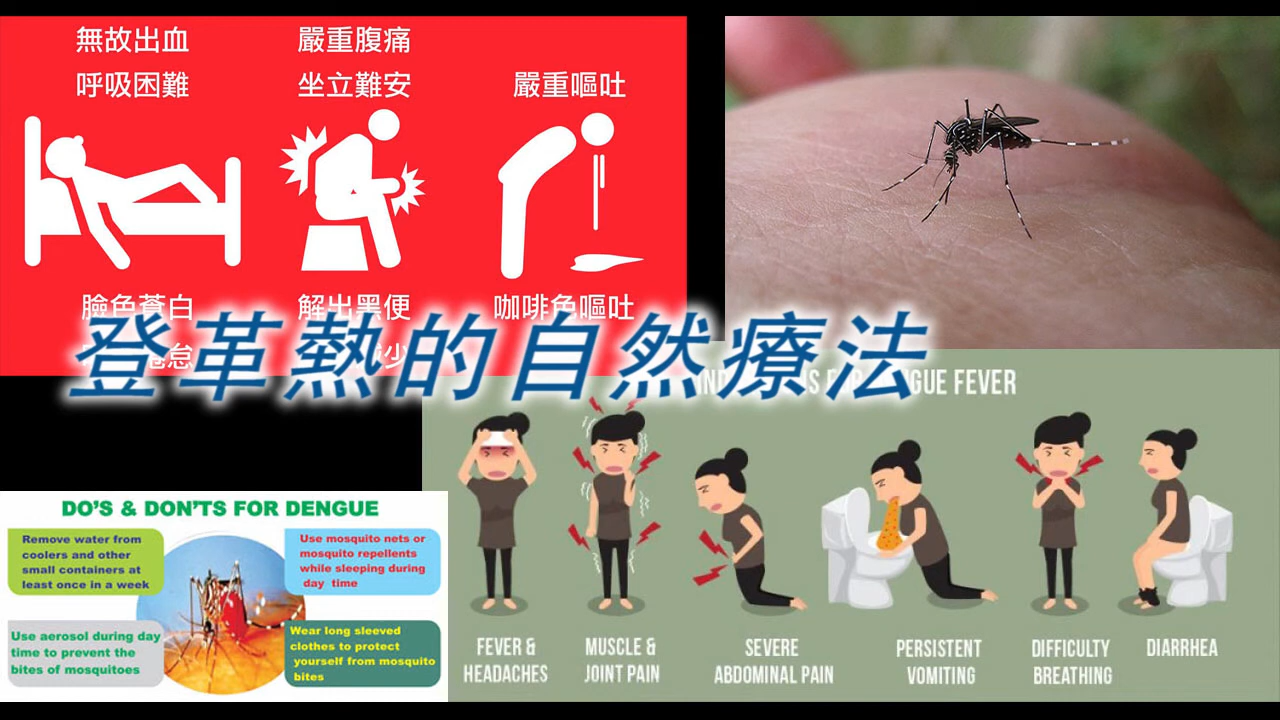 無故出血
呼吸困難
嚴重腹痛
坐立難安
嚴重嘔吐
臉色蒼白
解出黑便
咖啡色嘔吐
登革熱的自然療法
FEVER
DO'S & DON'TS FOR DENGUE
Remove water from
coolers and other
small containers at
least once in a week
Use mosquito nets or
mosquito repellents
while sleeping during
day time
Use aerosol during day
time to prevent the
bites of mosquitoes
Wear long sleeved
clothes to protect
yourself from mosquito
bites
FEVER &
HEADACHES
MUSCLE &
JOINT PAIN
SEVERE
ABDOMINAL PAIN
PERSISTENT
VOMITING
DIFFICULTY
BREATHING
DIARRHEA